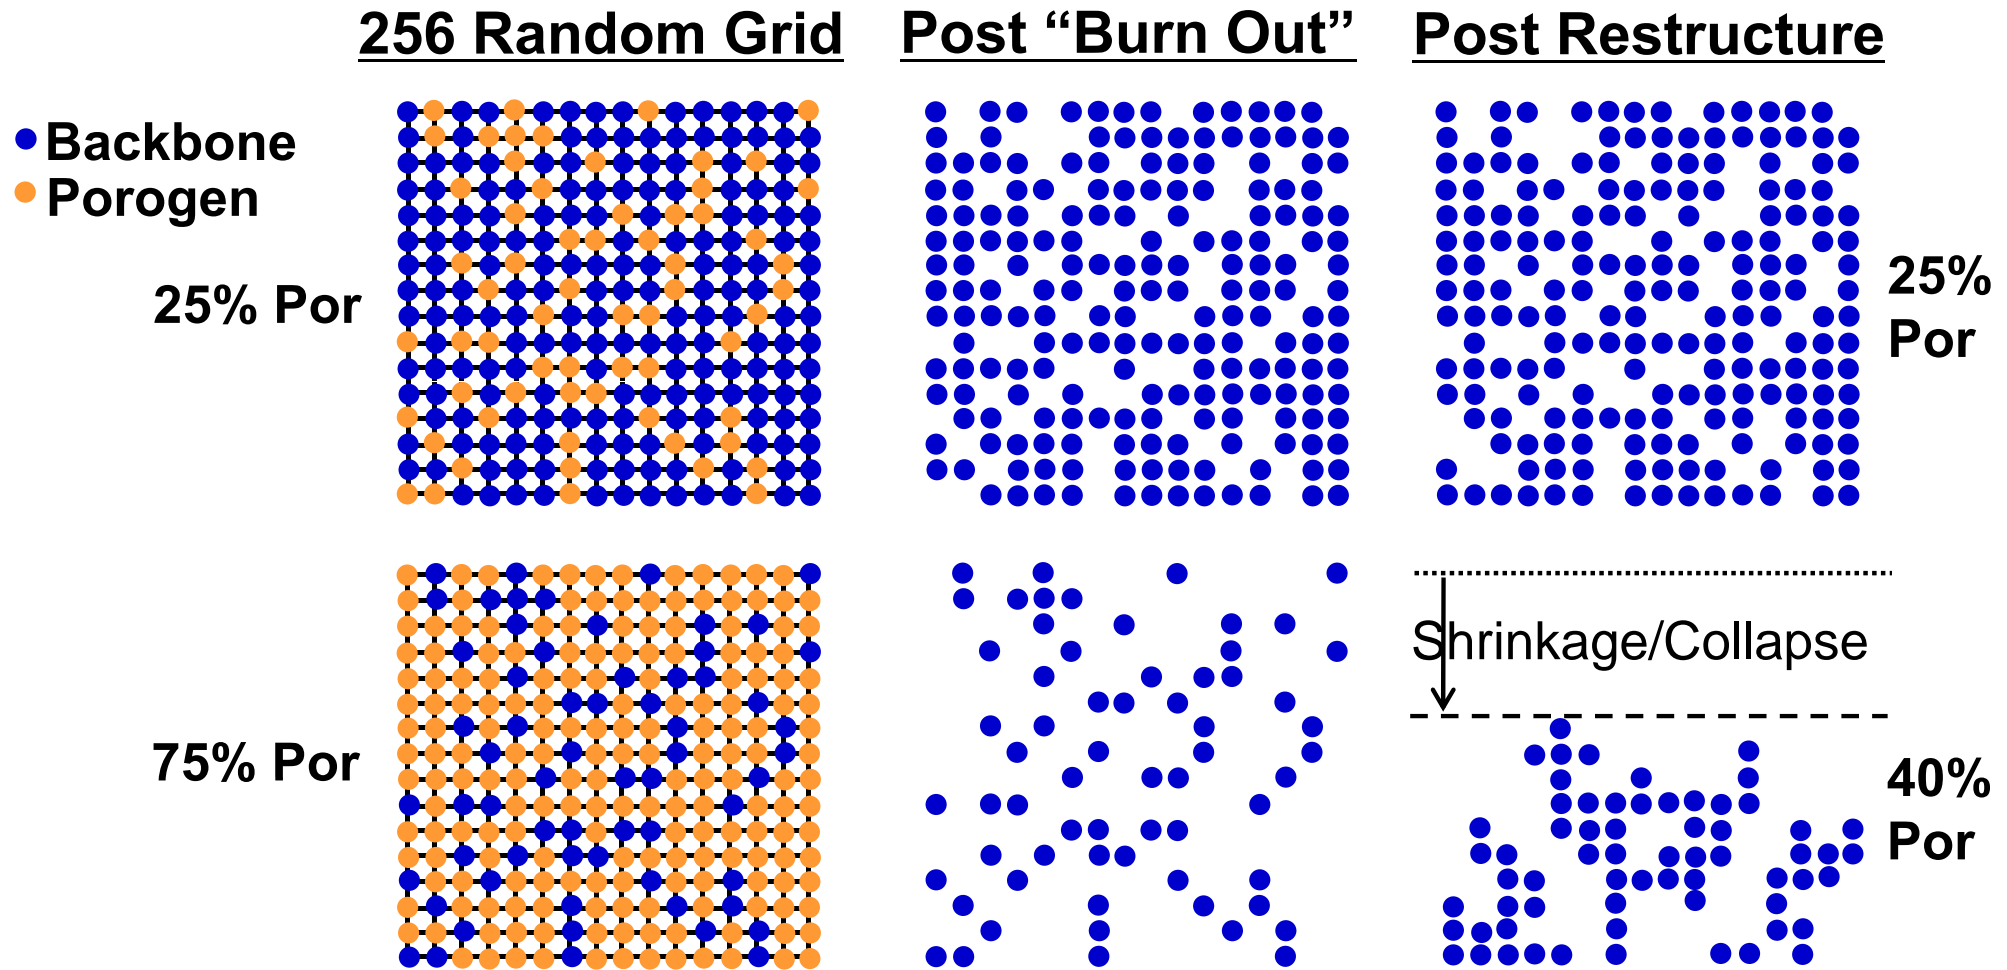 256 Random Grid
Post “Burn Out”
Post Restructure
Backbone
Porogen
25% Por
25%
Por
75% Por
Shrinkage/Collapse
40%
Por